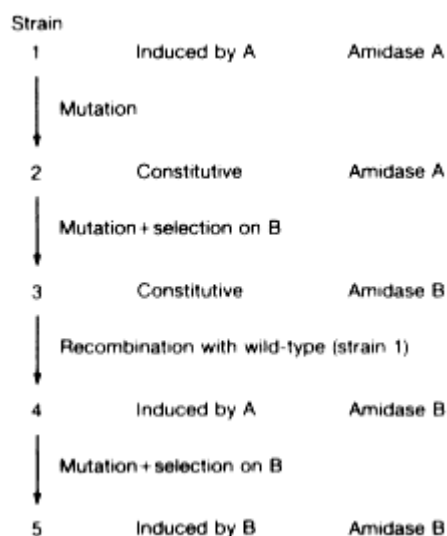 Strain
1 Induced by A Amidase A
Mutation
2 Constitutive Amidase A
Mutation + selection on B
3 Constitutive Amidase B
Recombination with wild-type (strain 1)
4 Induced by A Amidase B
Mutation + selection on B
5 Induced by B Amidase B